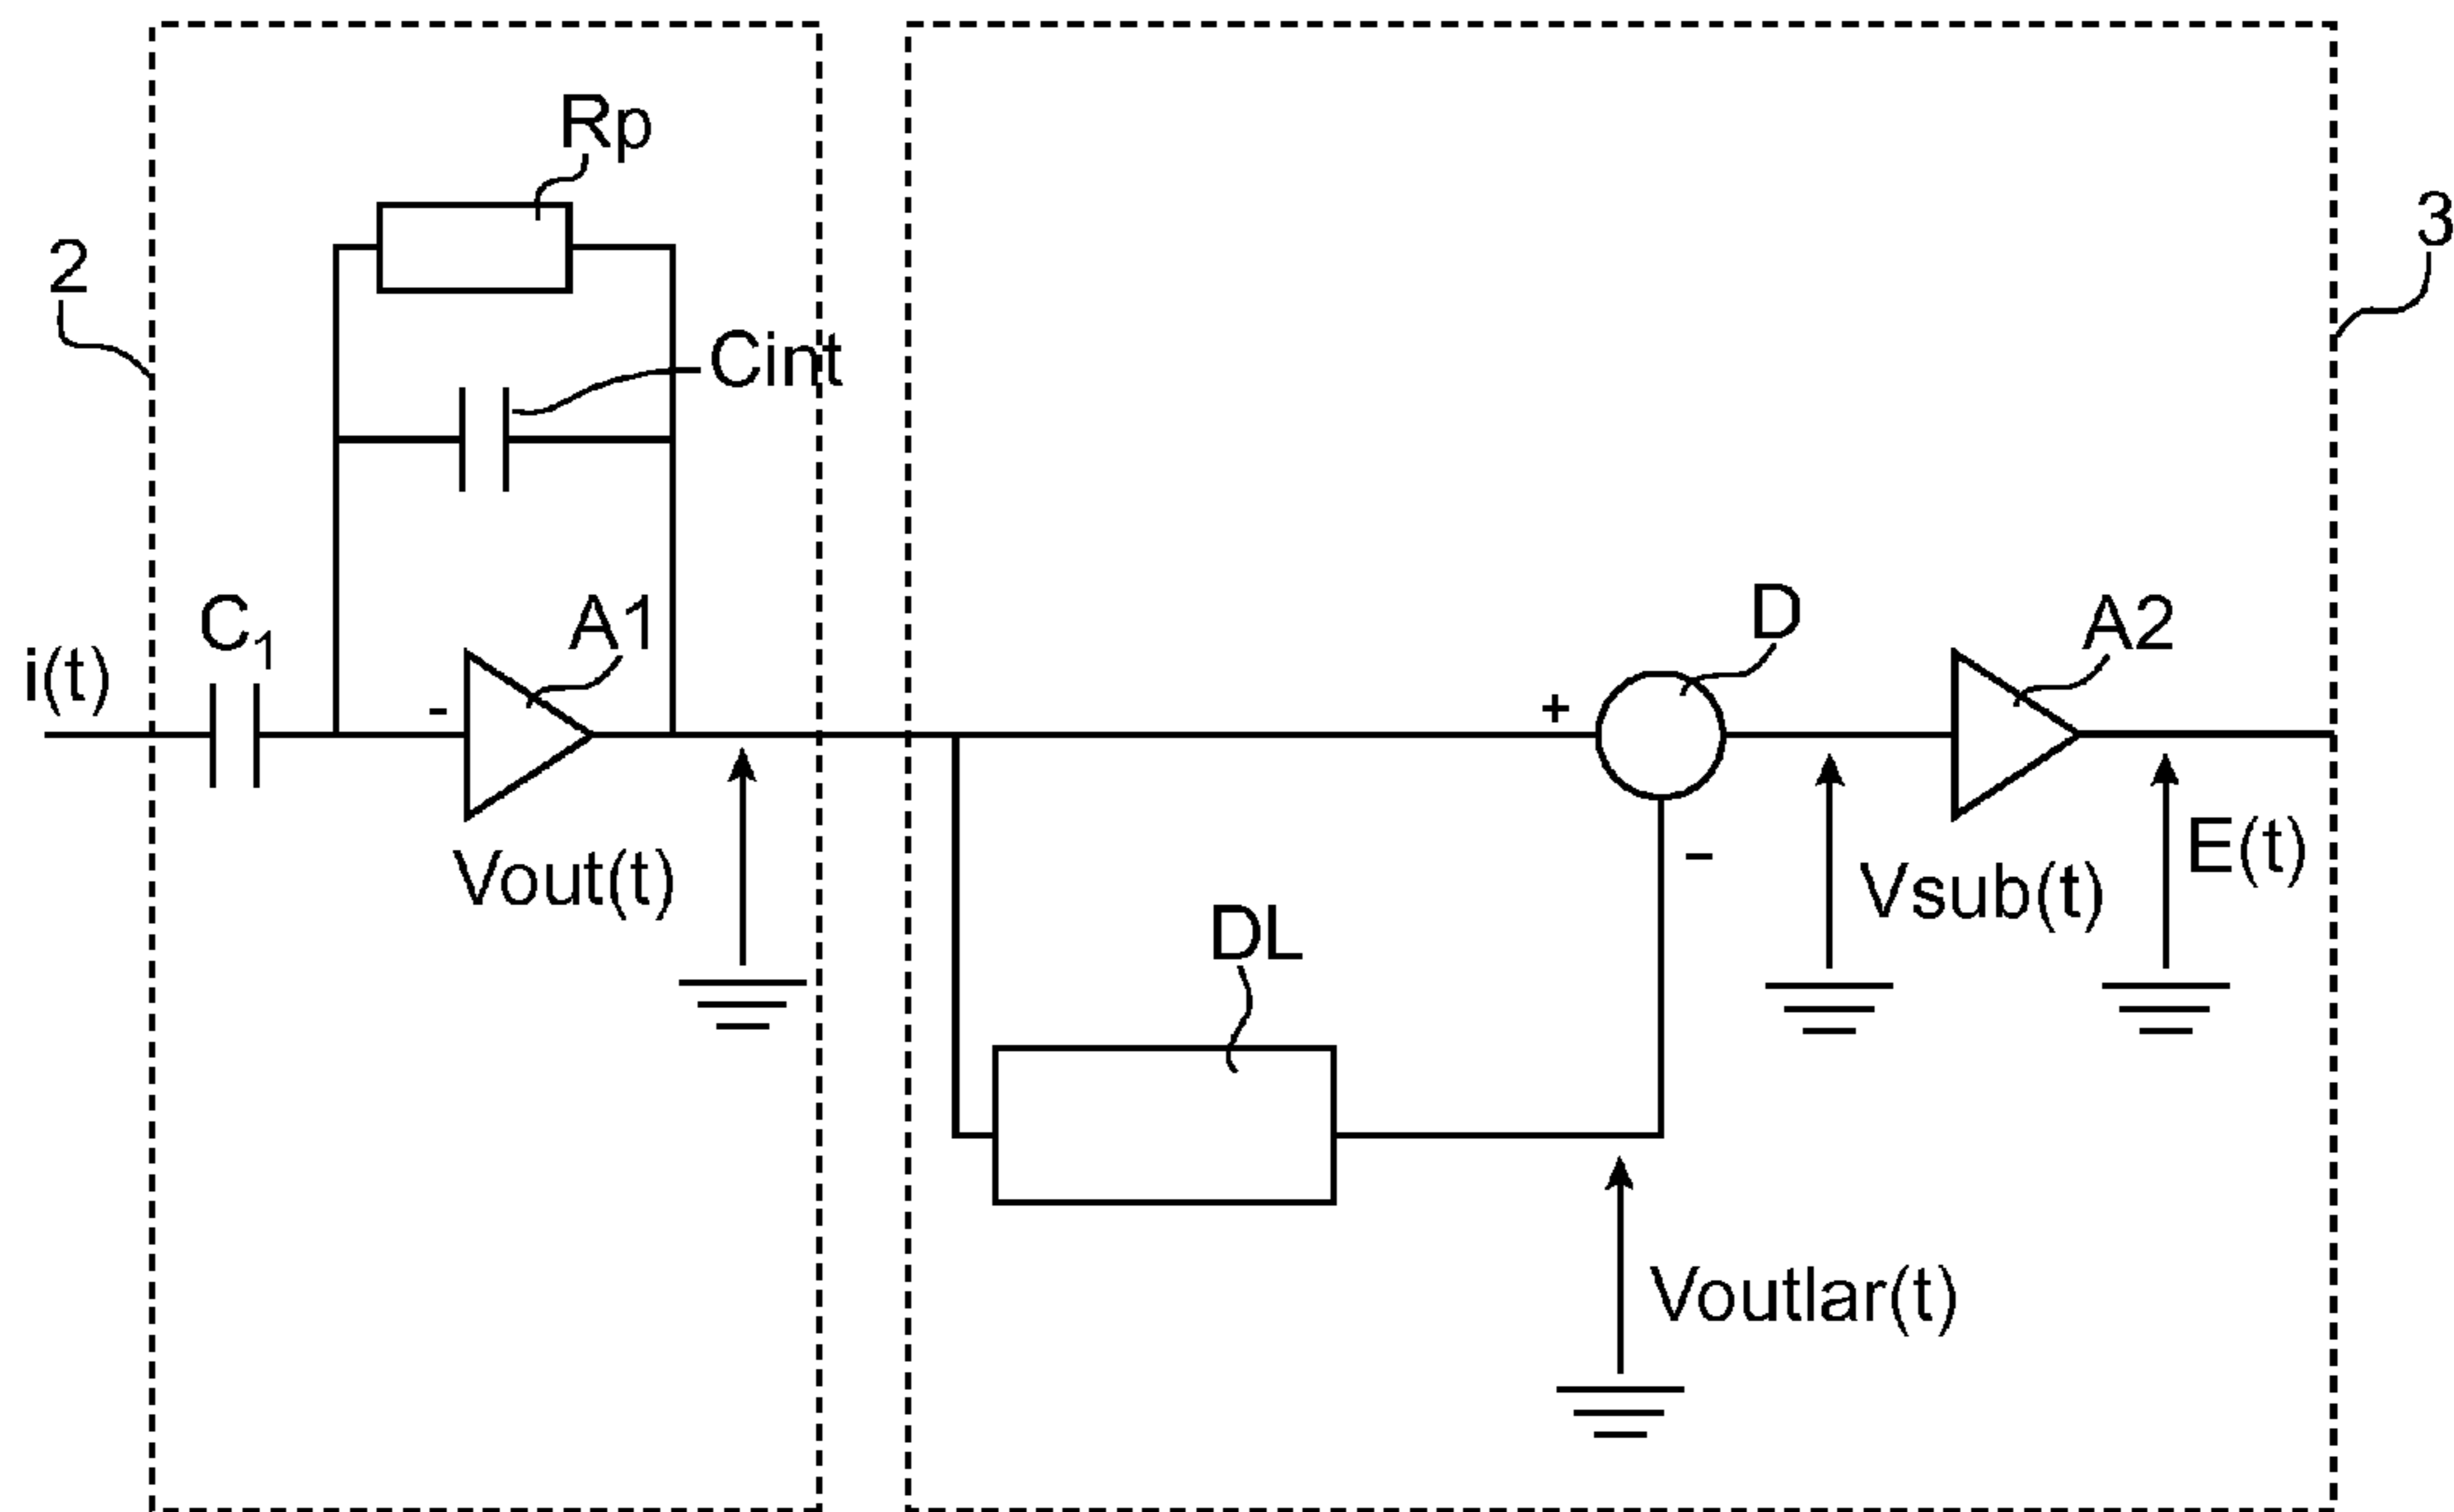 Rp
2
3
Cint
C1
A1
i(t)
-
D
A2
+
Vout(t)
-
Vsub(t)
E(t)
DL
Voutlar(t)